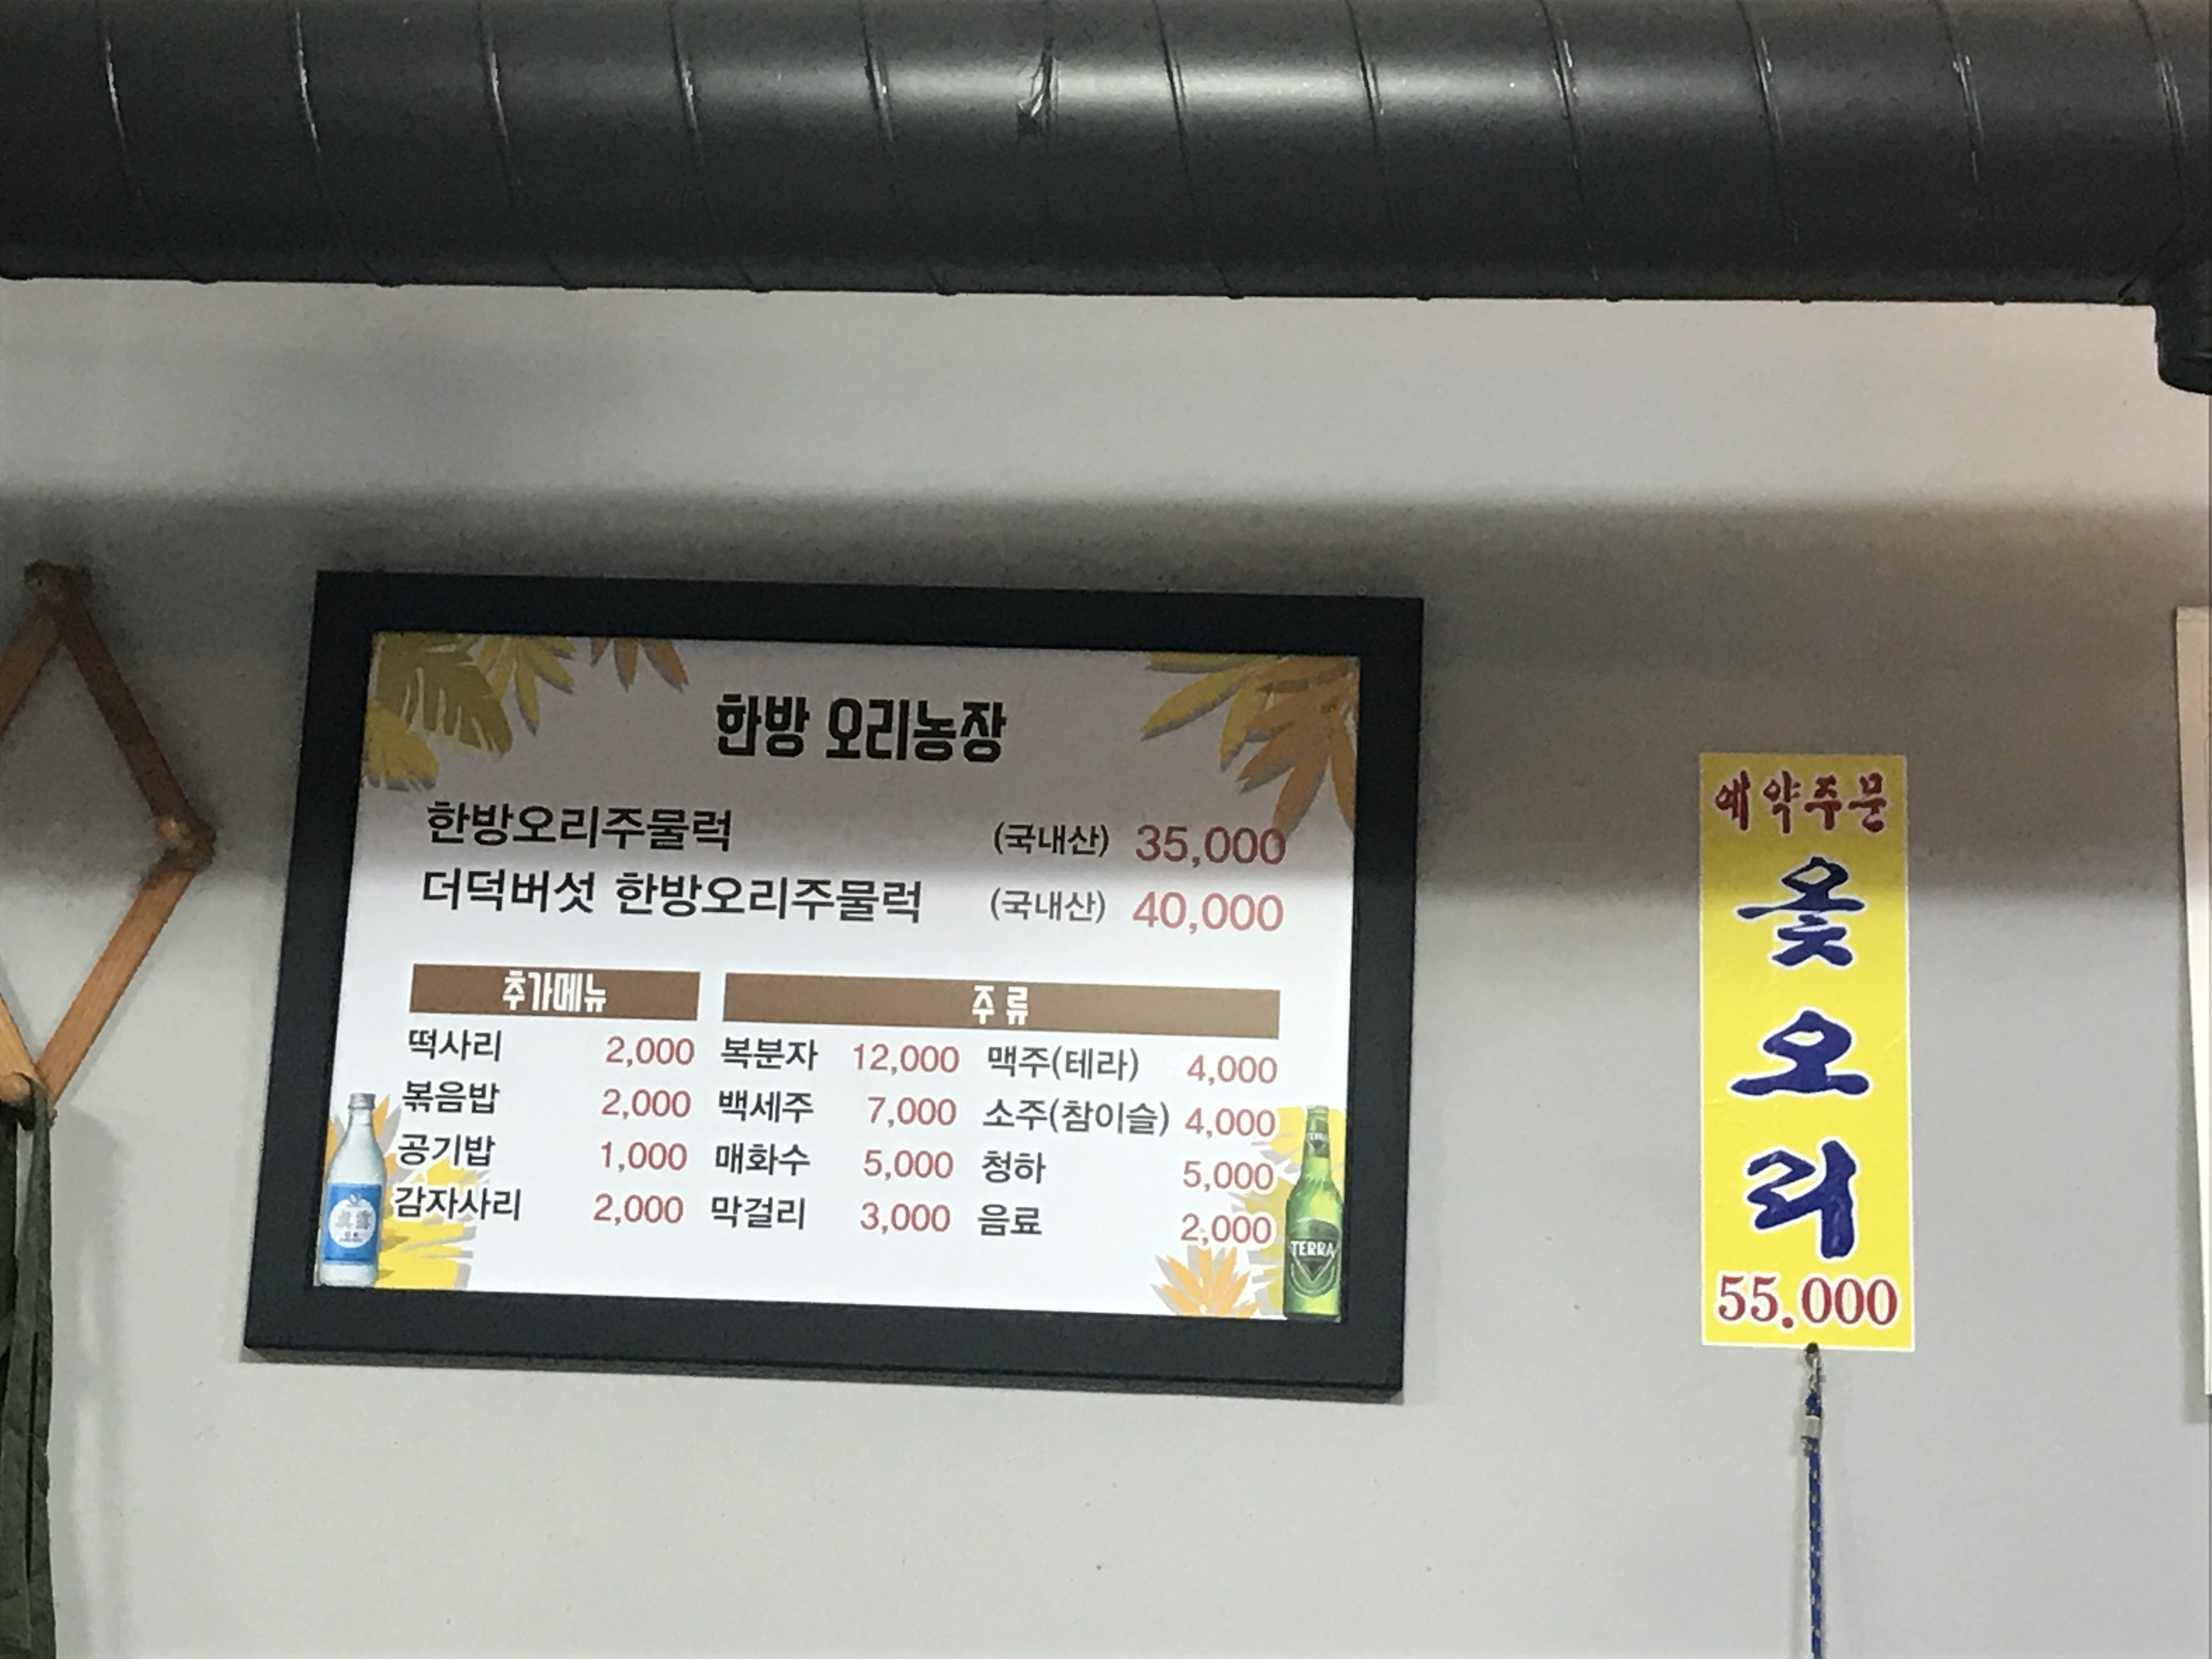 한방 오리농장
한방오리주물럭 (국내산) 35,000
더덕버섯 한방오리주물럭 (국내산) 40,000
추가메뉴
떡사리 2,000
볶음밥 2,000
공기밥 1,000
감자사리 2,000
주류
복분자 12,000 맥주(테라) 4,000
백세주 7,000 소주(참이슬) 4,000
매화수 5,000 청하 5,000
막걸리 3,000 음료 2,000
TERRA
예약주문
옻
오
리
55.000